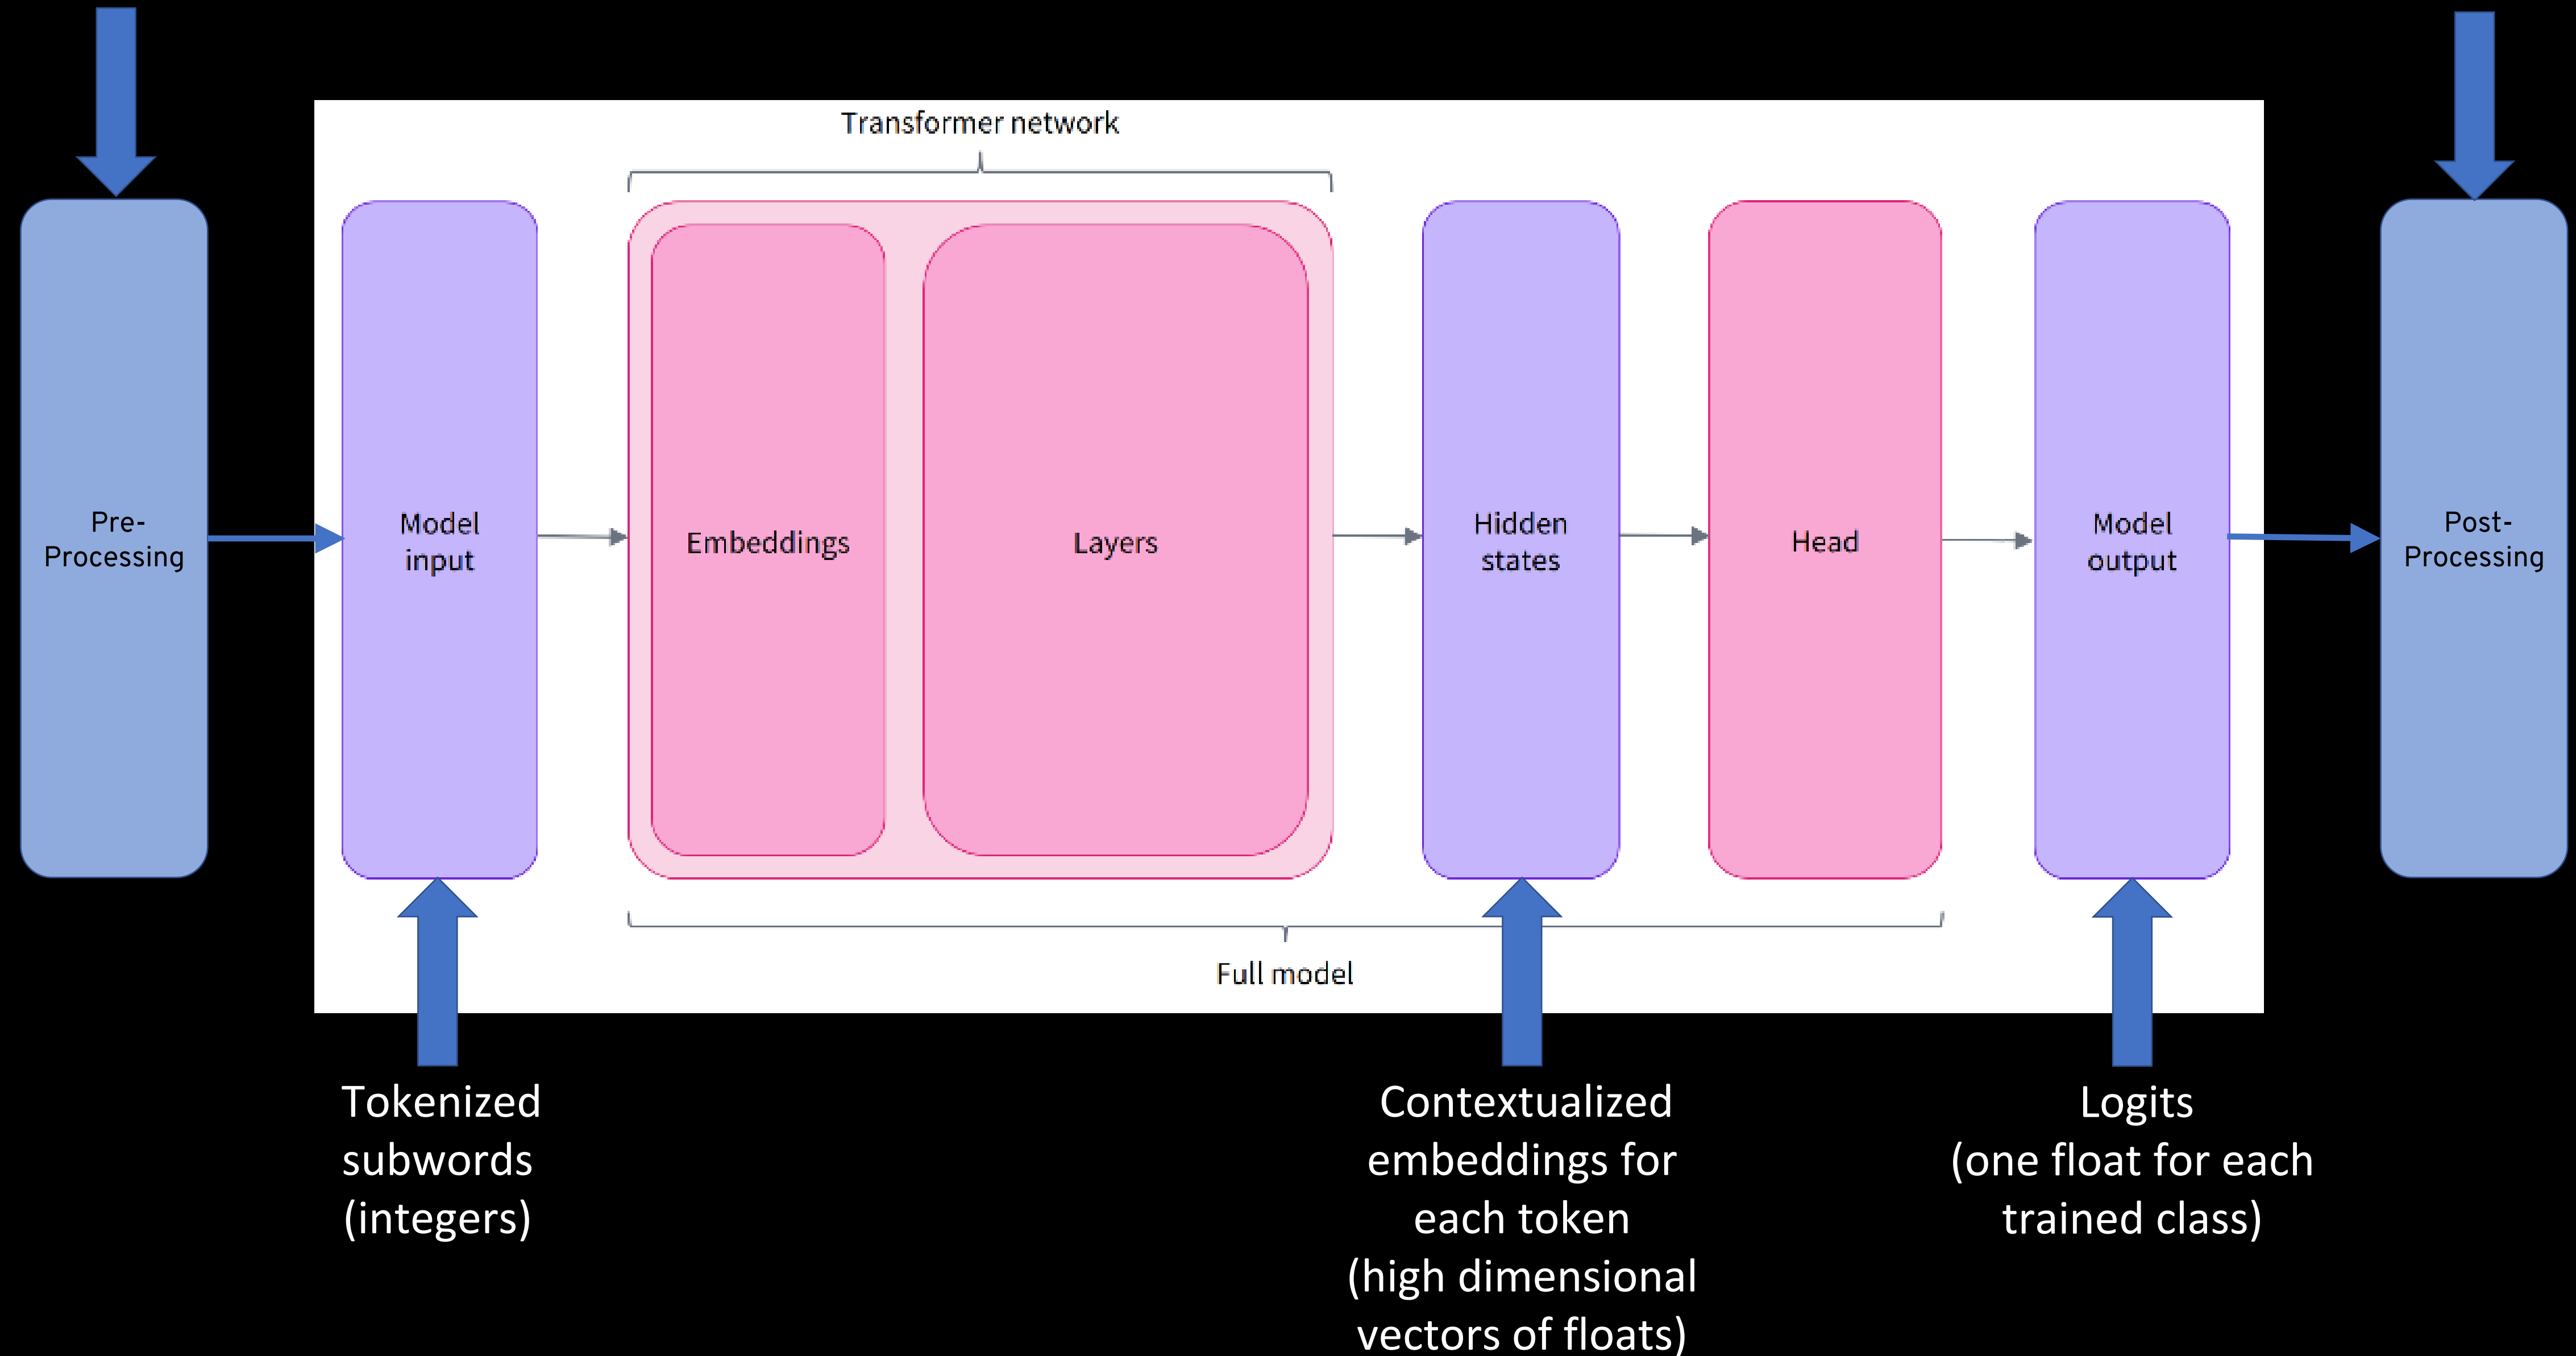 Transformer network
Pre-
Processing
Model
input
Embeddings
Layers
Hidden
states
Head
Model
output
Post-
Processing
Full model
Tokenized
subwords
(integers)
Contextualized
embeddings for
each token
(high dimensional
vectors of floats)
Logits
(one float for each
trained class)